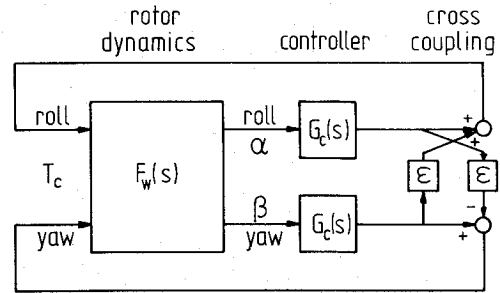 rotor
dynamics
controller
cross
coupling
roll
roll
α
G_c(s)
+
+
T_c
F_w(s)
ε
ε
β
yaw
yaw
G_c(s)
−
+